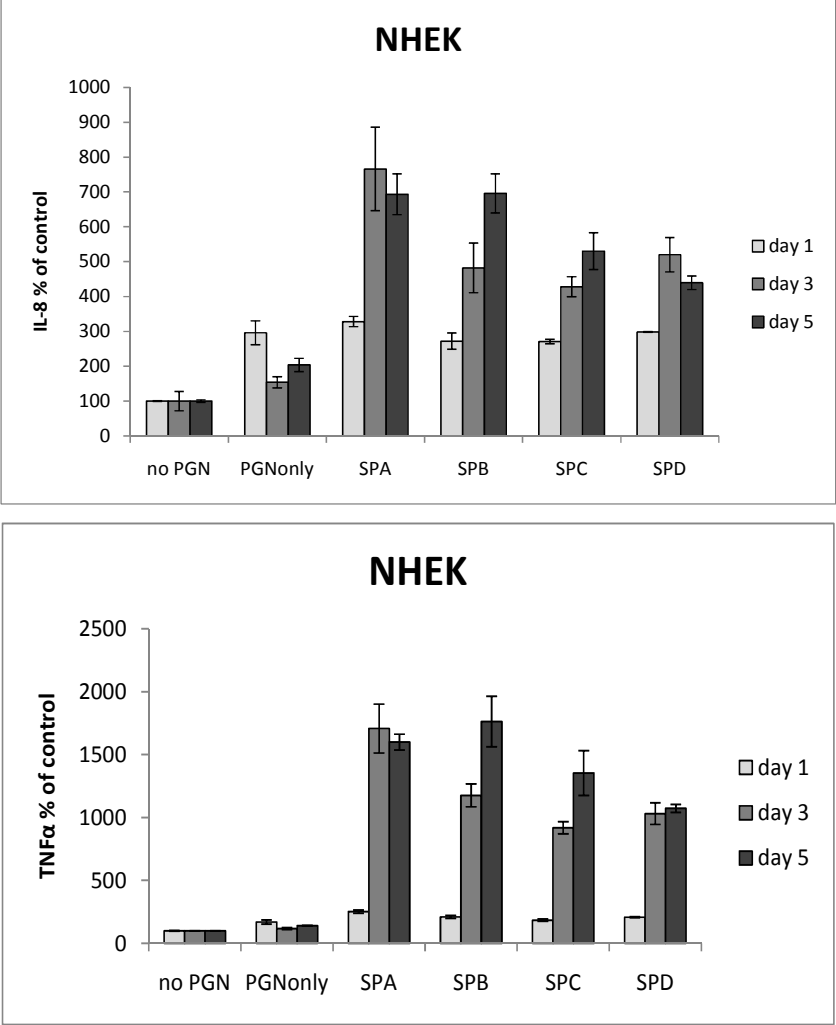 NHEK
IL-8 % of control
1000
900
800
700
600
500
400
300
200
100
0
no PGN PGNonly SPA SPB SPC SPD
day 1
day 3
day 5
NHEK
TNFα % of control
2500
2000
1500
1000
500
0
no PGN PGNonly SPA SPB SPC SPD
day 1
day 3
day 5